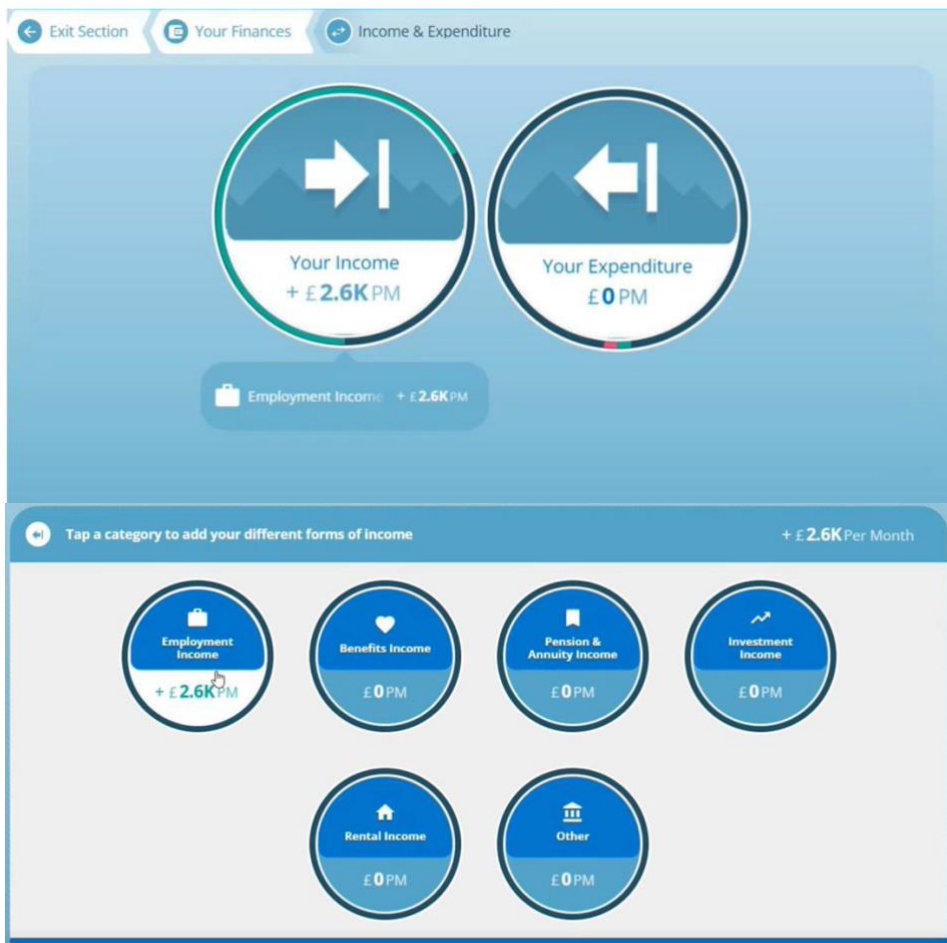 Exit Section Your Finances Income & Expenditure
Your Income
+ £2.6K PM
Your Expenditure
£0 PM
Employment Income + £2.6K PM
Tap a category to add your different forms of income + £2.6K Per Month
Employment
Income
+ £2.6K PM
Benefits Income
£0 PM
Pension &
Annuity Income
£0 PM
Investment
Income
£0 PM
Rental Income
£0 PM
Other
£0 PM